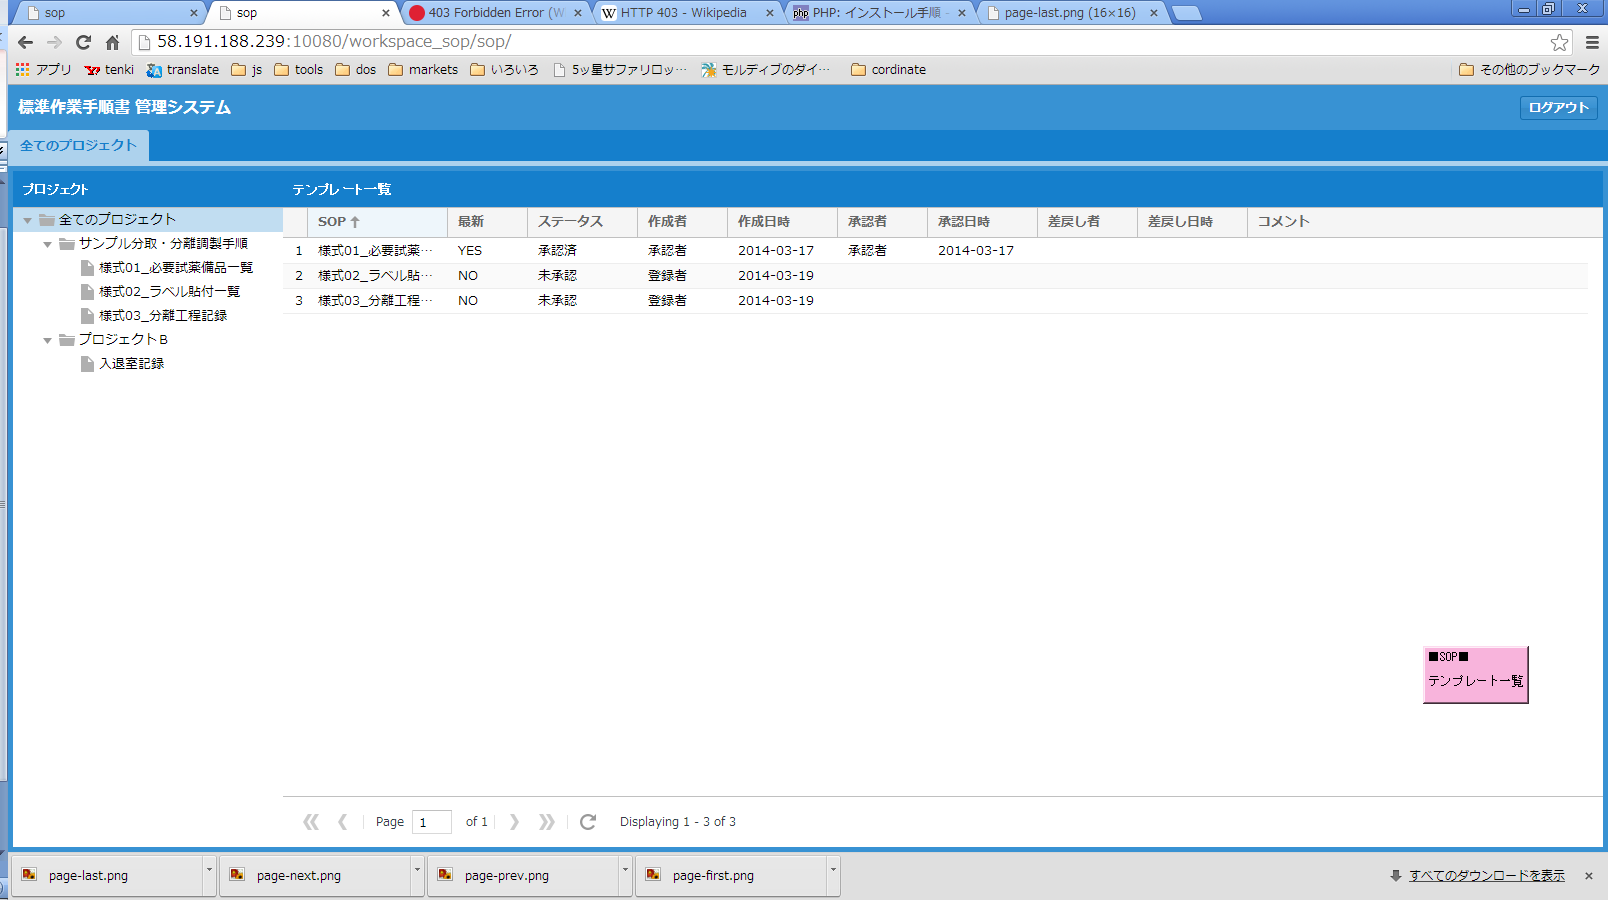 sop
sop
403 Forbidden Error (W
HTTP 403 - Wikipedia
PHP: インストール手順 -
page-last.png (16×16)
58.191.188.239:10080/workspace_sop/sop/
アプリ
tenki
translate
js
tools
dos
markets
いろいろ
5ッ星サファリロッ…
モルディブのダイ…
cordinate
その他のブックマーク
標準作業手順書 管理システム
ログアウト
全てのプロジェクト
プロジェクト
テンプレート一覧
全てのプロジェクト
サンプル分取・分離調製手順
様式01_必要試薬備品一覧
様式02_ラベル貼付一覧
様式03_分離工程記録
プロジェクトB
入退室記録
SOP 最新 ステータス 作成者 作成日時 承認者 承認日時 差戻し者 差戻し日時 コメント
1 様式01_必要試薬… YES 承認済 承認者 2014-03-17 承認者 2014-03-17
2 様式02_ラベル貼… NO 未承認 登録者 2014-03-19
3 様式03_分離工程… NO 未承認 登録者 2014-03-19
■SOP■
テンプレート一覧
Page 1 of 1
Displaying 1 - 3 of 3
page-last.png
page-next.png
page-prev.png
page-first.png
すべてのダウンロードを表示